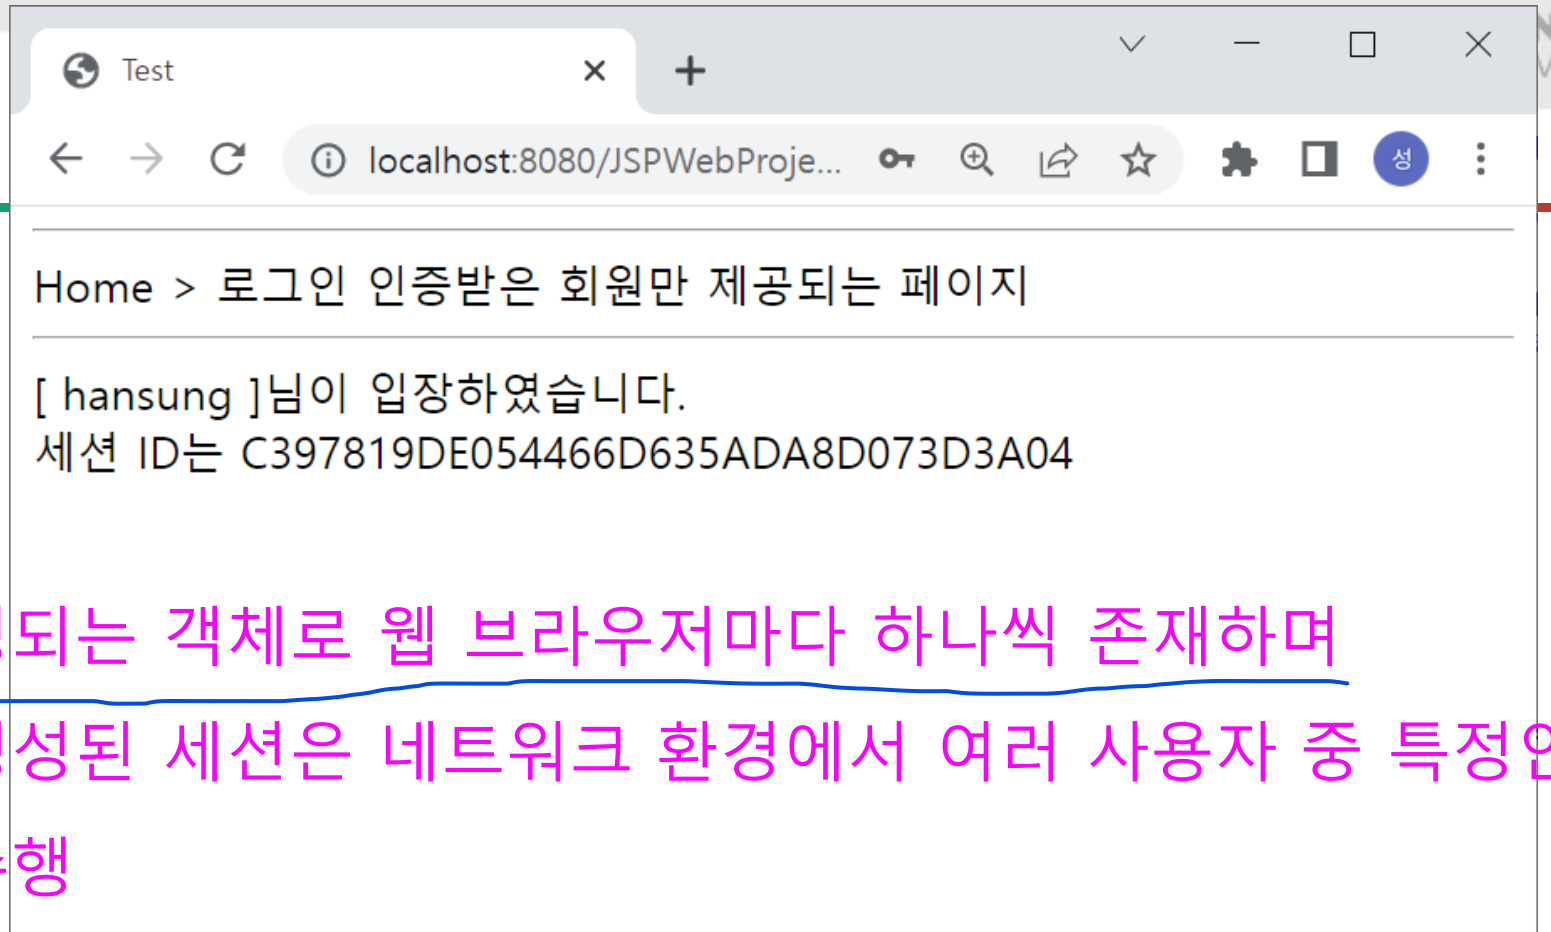 Test
localhost:8080/JSPWebProje...
성
Home > 로그인 인증받은 회원만 제공되는 페이지
[ hansung ]님이 입장하였습니다.
세션 ID는 C397819DE054466D635ADA8D073D3A04
되는 객체로 웹 브라우저마다 하나씩 존재하며
성된 세션은 네트워크 환경에서 여러 사용자 중
행